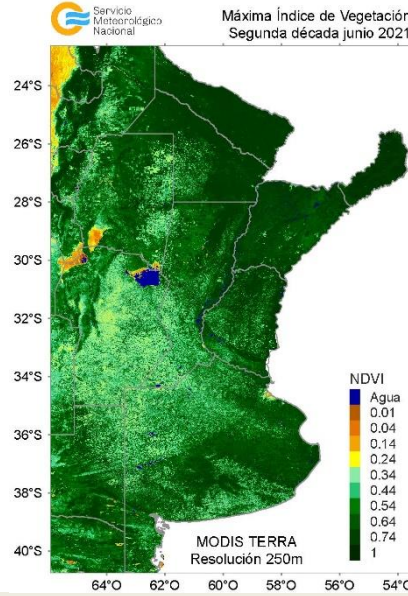 Servicio
Meteorológico
Nacional
Máxima Índice de Vegetación
Segunda década junio 2021
24°S
26°S
28°S
30°S
32°S
34°S
36°S
38°S
40°S
NDVI
Agua
0.01
0.04
0.14
0.24
0.34
0.44
0.54
0.64
0.74
1
MODIS TERRA
Resolución 250m
64°O
62°O
60°O
58°O
56°O
54°O